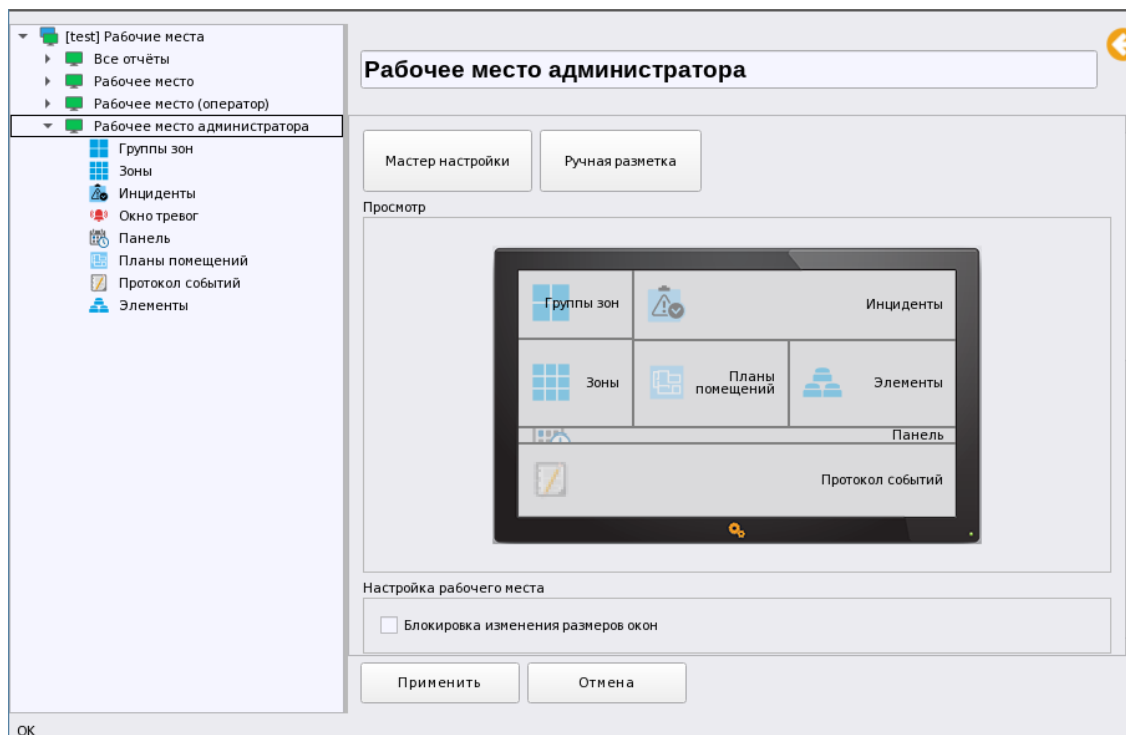 [test] Рабочие места
Все отчёты
Рабочее место
Рабочее место (оператор)
Рабочее место администратора
Группы зон
Зоны
Инциденты
Окно тревог
Панель
Планы помещений
Протокол событий
Элементы
Рабочее место администратора
Мастер настройки
Ручная разметка
Просмотр
Группы зон
Инциденты
Зоны
Планы
помещений
Элементы
Панель
Протокол событий
Настройка рабочего места
Блокировка изменения размеров окон
Применить
Отмена
OK